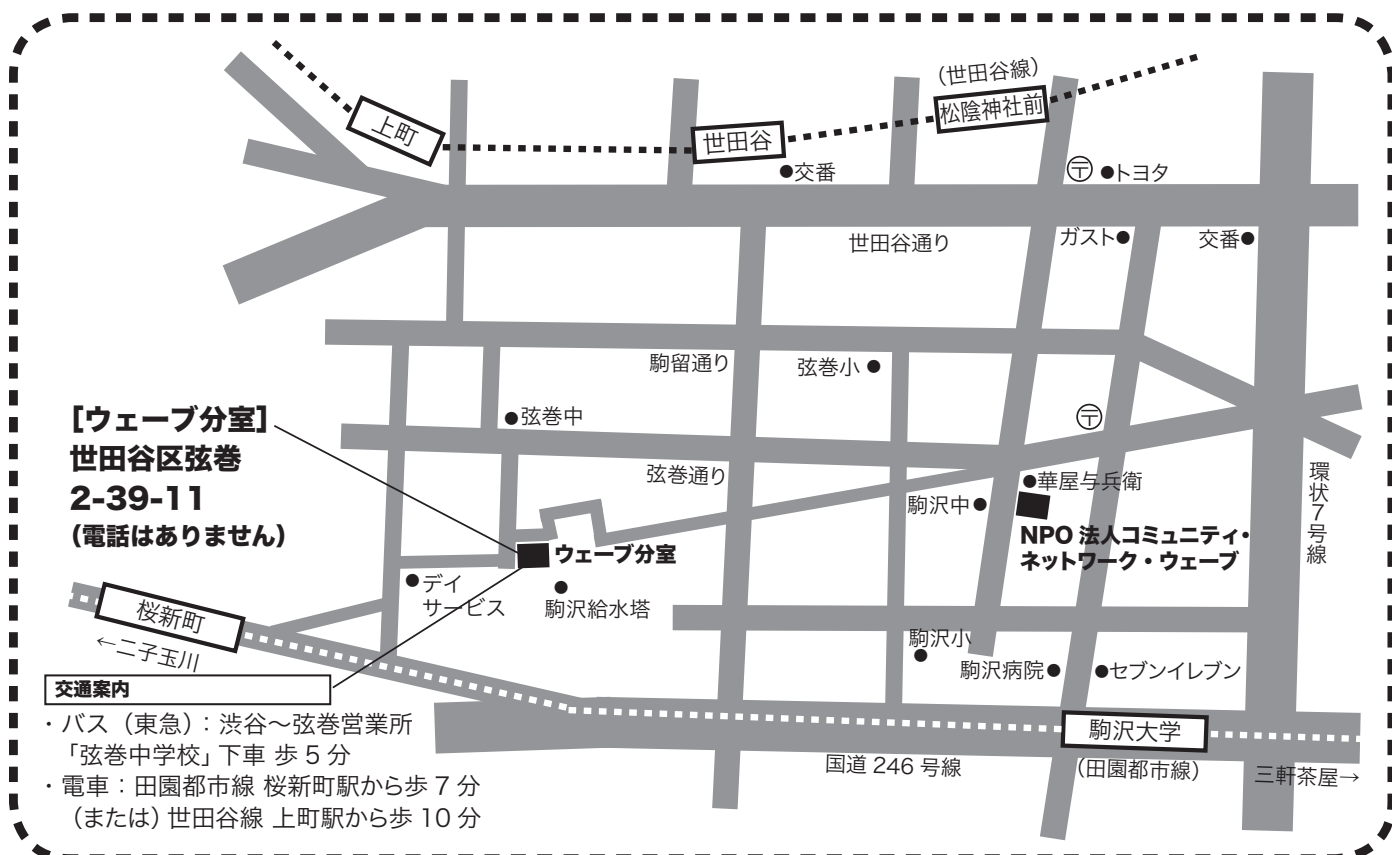 (世田谷線)
上町
世田谷
松陰神社前
●交番
〒
●トヨタ
世田谷通り
ガスト●
交番●
駒留通り
弦巻小 ●
[ウェーブ分室]
世田谷区弦巻
2-39-11
(電話はありません)
●弦巻中
〒
弦巻通り
●華屋与兵衛
駒沢中●
環状7号線
NPO 法人コミュニティ・
ネットワーク・ウェーブ
ウェーブ分室
●デイ
サービス
●
駒沢給水塔
桜新町
←二子玉川
駒沢小
●
駒沢病院●
●セブンイレブン
交通案内
・バス（東急）：渋谷〜弦巻営業所
「弦巻中学校」下車 歩 5 分
・電車：田園都市線 桜新町駅から歩 7 分
（または）世田谷線 上町駅から歩 10 分
駒沢大学
国道 246 号線
(田園都市線)
三軒茶屋→